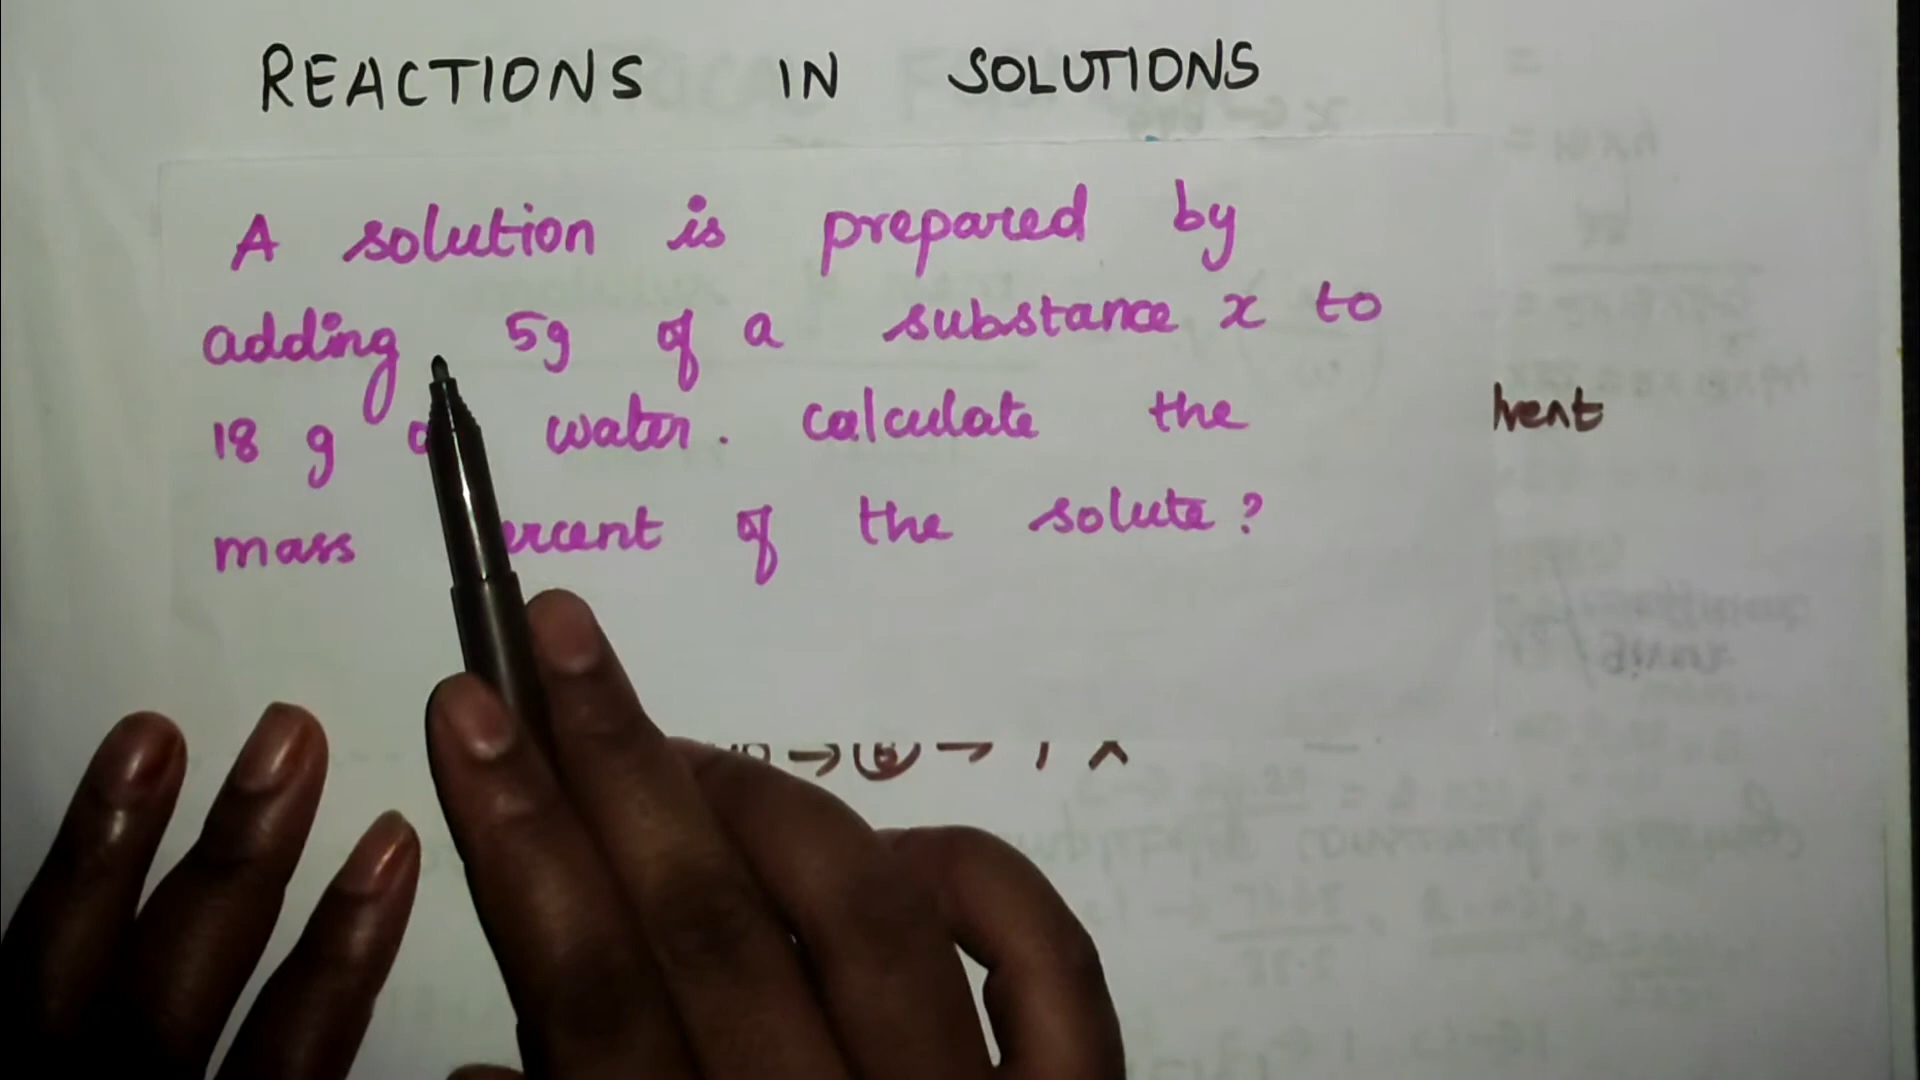 REACTIONS IN SOLUTIONS
A solution is prepared by
adding 5g of a substance x to
18 g water. calculate the
mass ercent of the solute?